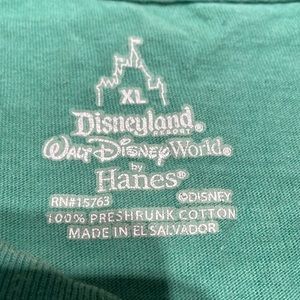 XL
Disneyland®
RESORT
WALT DISNEY World®
by
Hanes®
RN#15763 ©DISNEY
100% PRESHRUNK COTTON
MADE IN EL SALVADOR